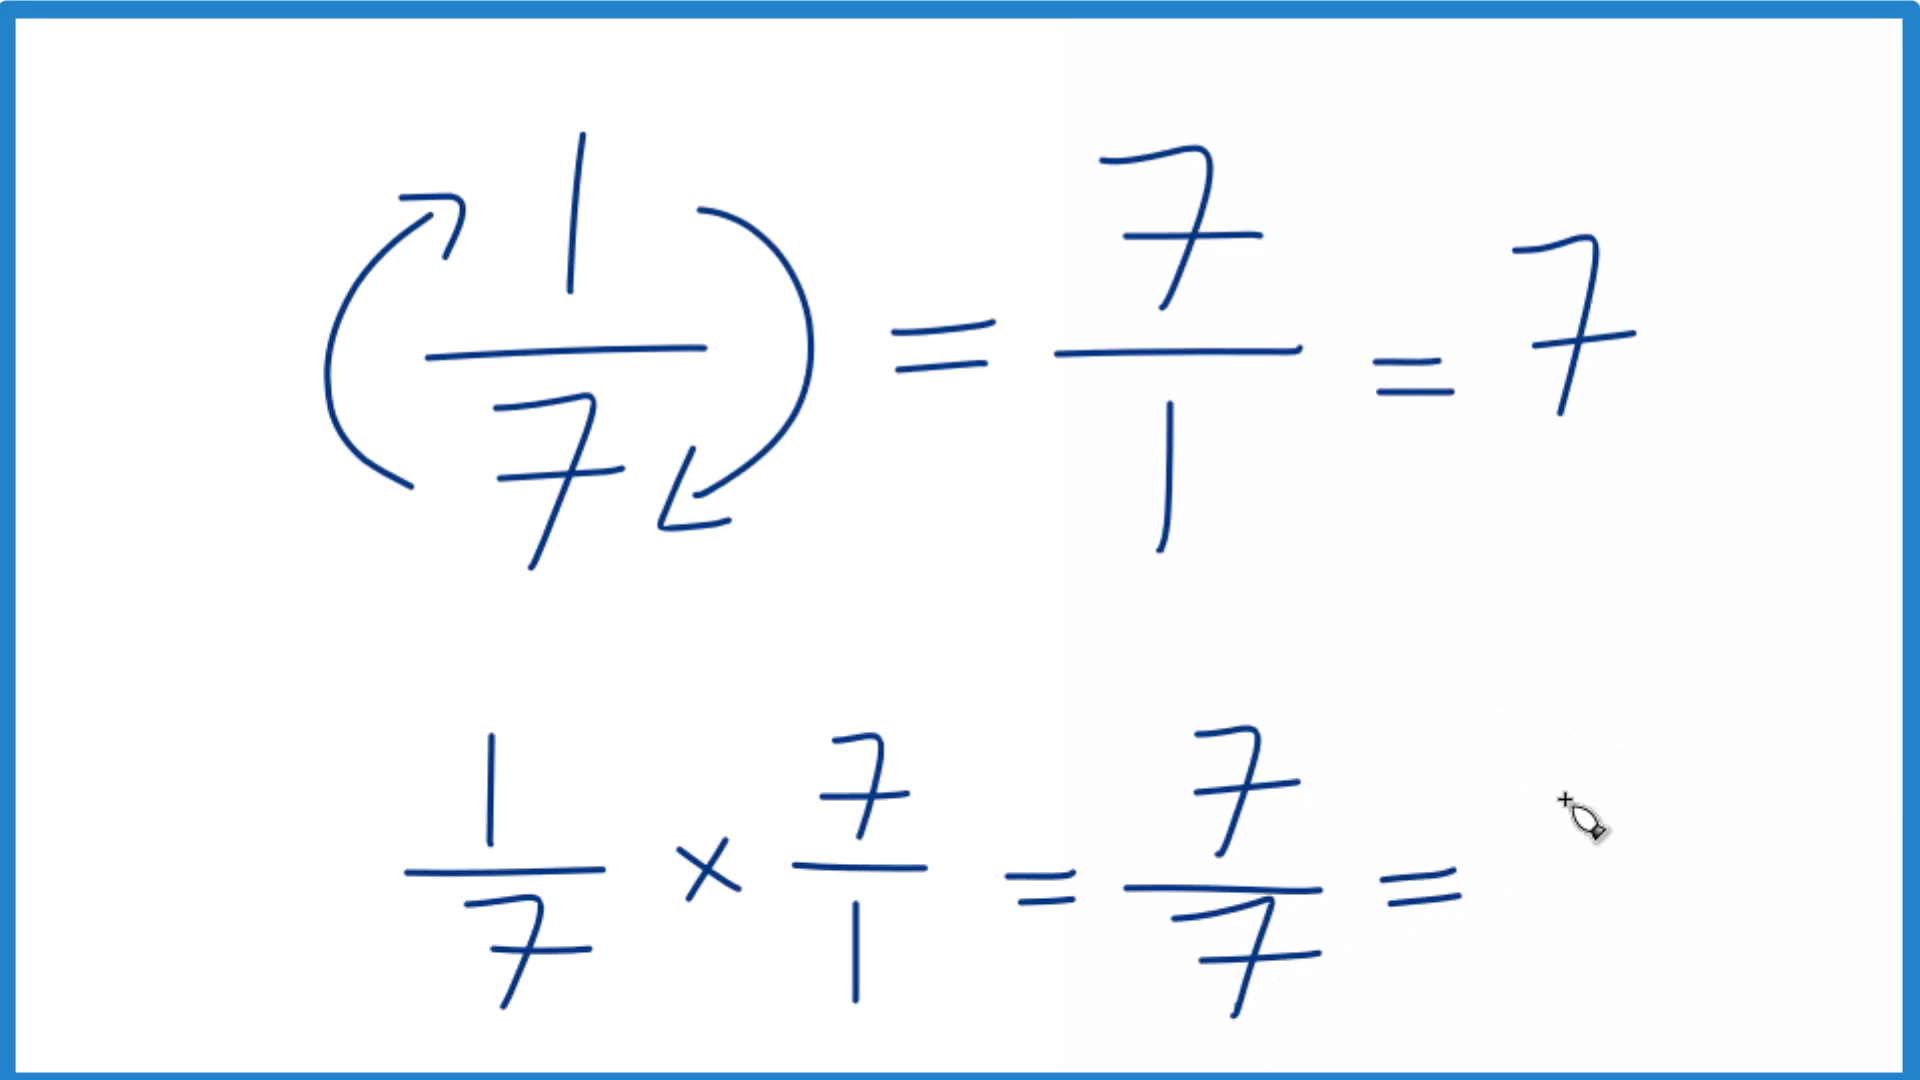 1/7 = 7/1 = 7
1/7 × 7/1 = 7/7 =